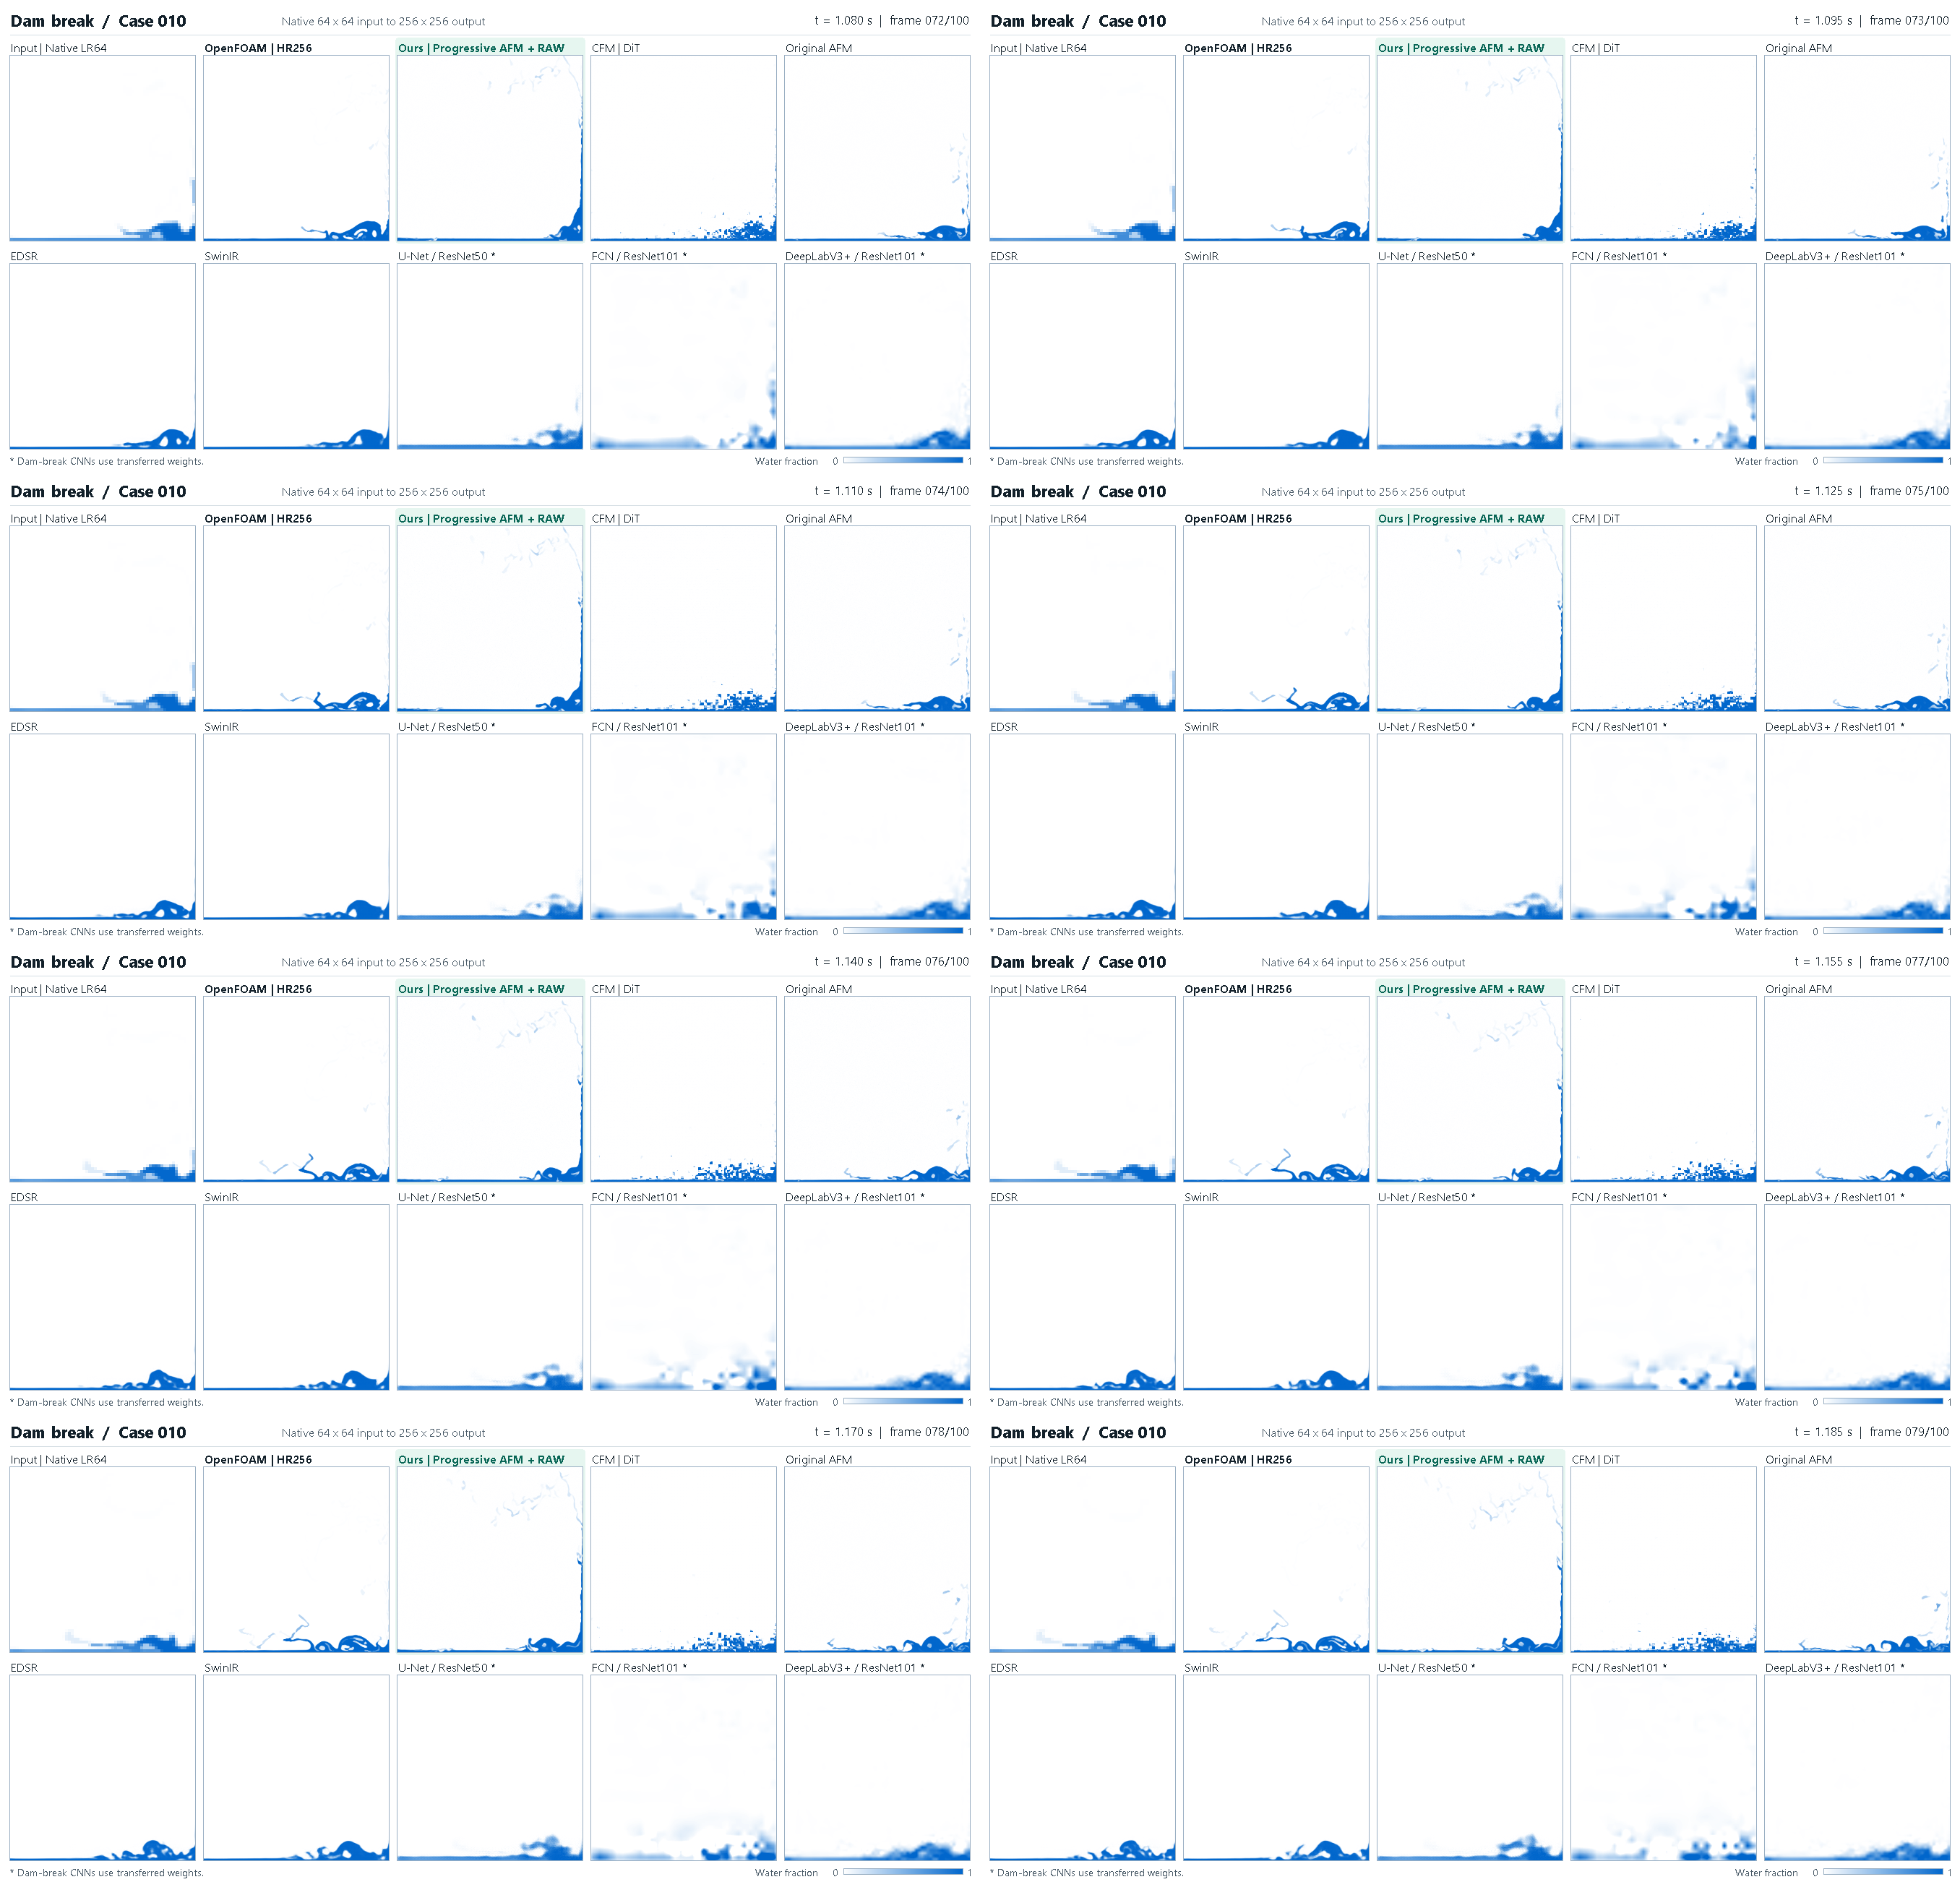 Dam break / Case 010 Native 64 x 64 input to 256 x 256 output t = 1.080 s | frame 072/100
Input | Native LR64 OpenFOAM | HR256 Ours | Progressive AFM + RAW CFM | DiT Original AFM
EDSR SwinIR U-Net / ResNet50 * FCN / ResNet101 * DeepLabV3+ / ResNet101 *
* Dam-break CNNs use transferred weights. Water fraction 0 1
Dam break / Case 010 Native 64 x 64 input to 256 x 256 output t = 1.095 s | frame 073/100
Input | Native LR64 OpenFOAM | HR256 Ours | Progressive AFM + RAW CFM | DiT Original AFM
EDSR SwinIR U-Net / ResNet50 * FCN / ResNet101 * DeepLabV3+ / ResNet101 *
* Dam-break CNNs use transferred weights. Water fraction 0 1
Dam break / Case 010 Native 64 x 64 input to 256 x 256 output t = 1.110 s | frame 074/100
Input | Native LR64 OpenFOAM | HR256 Ours | Progressive AFM + RAW CFM | DiT Original AFM
EDSR SwinIR U-Net / ResNet50 * FCN / ResNet101 * DeepLabV3+ / ResNet101 *
* Dam-break CNNs use transferred weights. Water fraction 0 1
Dam break / Case 010 Native 64 x 64 input to 256 x 256 output t = 1.125 s | frame 075/100
Input | Native LR64 OpenFOAM | HR256 Ours | Progressive AFM + RAW CFM | DiT Original AFM
EDSR SwinIR U-Net / ResNet50 * FCN / ResNet101 * DeepLabV3+ / ResNet101 *
* Dam-break CNNs use transferred weights. Water fraction 0 1
Dam break / Case 010 Native 64 x 64 input to 256 x 256 output t = 1.140 s | frame 076/100
Input | Native LR64 OpenFOAM | HR256 Ours | Progressive AFM + RAW CFM | DiT Original AFM
EDSR SwinIR U-Net / ResNet50 * FCN / ResNet101 * DeepLabV3+ / ResNet101 *
* Dam-break CNNs use transferred weights. Water fraction 0 1
Dam break / Case 010 Native 64 x 64 input to 256 x 256 output t = 1.155 s | frame 077/100
Input | Native LR64 OpenFOAM | HR256 Ours | Progressive AFM + RAW CFM | DiT Original AFM
EDSR SwinIR U-Net / ResNet50 * FCN / ResNet101 * DeepLabV3+ / ResNet101 *
* Dam-break CNNs use transferred weights. Water fraction 0 1
Dam break / Case 010 Native 64 x 64 input to 256 x 256 output t = 1.170 s | frame 078/100
Input | Native LR64 OpenFOAM | HR256 Ours | Progressive AFM + RAW CFM | DiT Original AFM
EDSR SwinIR U-Net / ResNet50 * FCN / ResNet101 * DeepLabV3+ / ResNet101 *
* Dam-break CNNs use transferred weights. Water fraction 0 1
Dam break / Case 010 Native 64 x 64 input to 256 x 256 output t = 1.185 s | frame 079/100
Input | Native LR64 OpenFOAM | HR256 Ours | Progressive AFM + RAW CFM | DiT Original AFM
EDSR SwinIR U-Net / ResNet50 * FCN / ResNet101 * DeepLabV3+ / ResNet101 *
* Dam-break CNNs use transferred weights. Water fraction 0 1